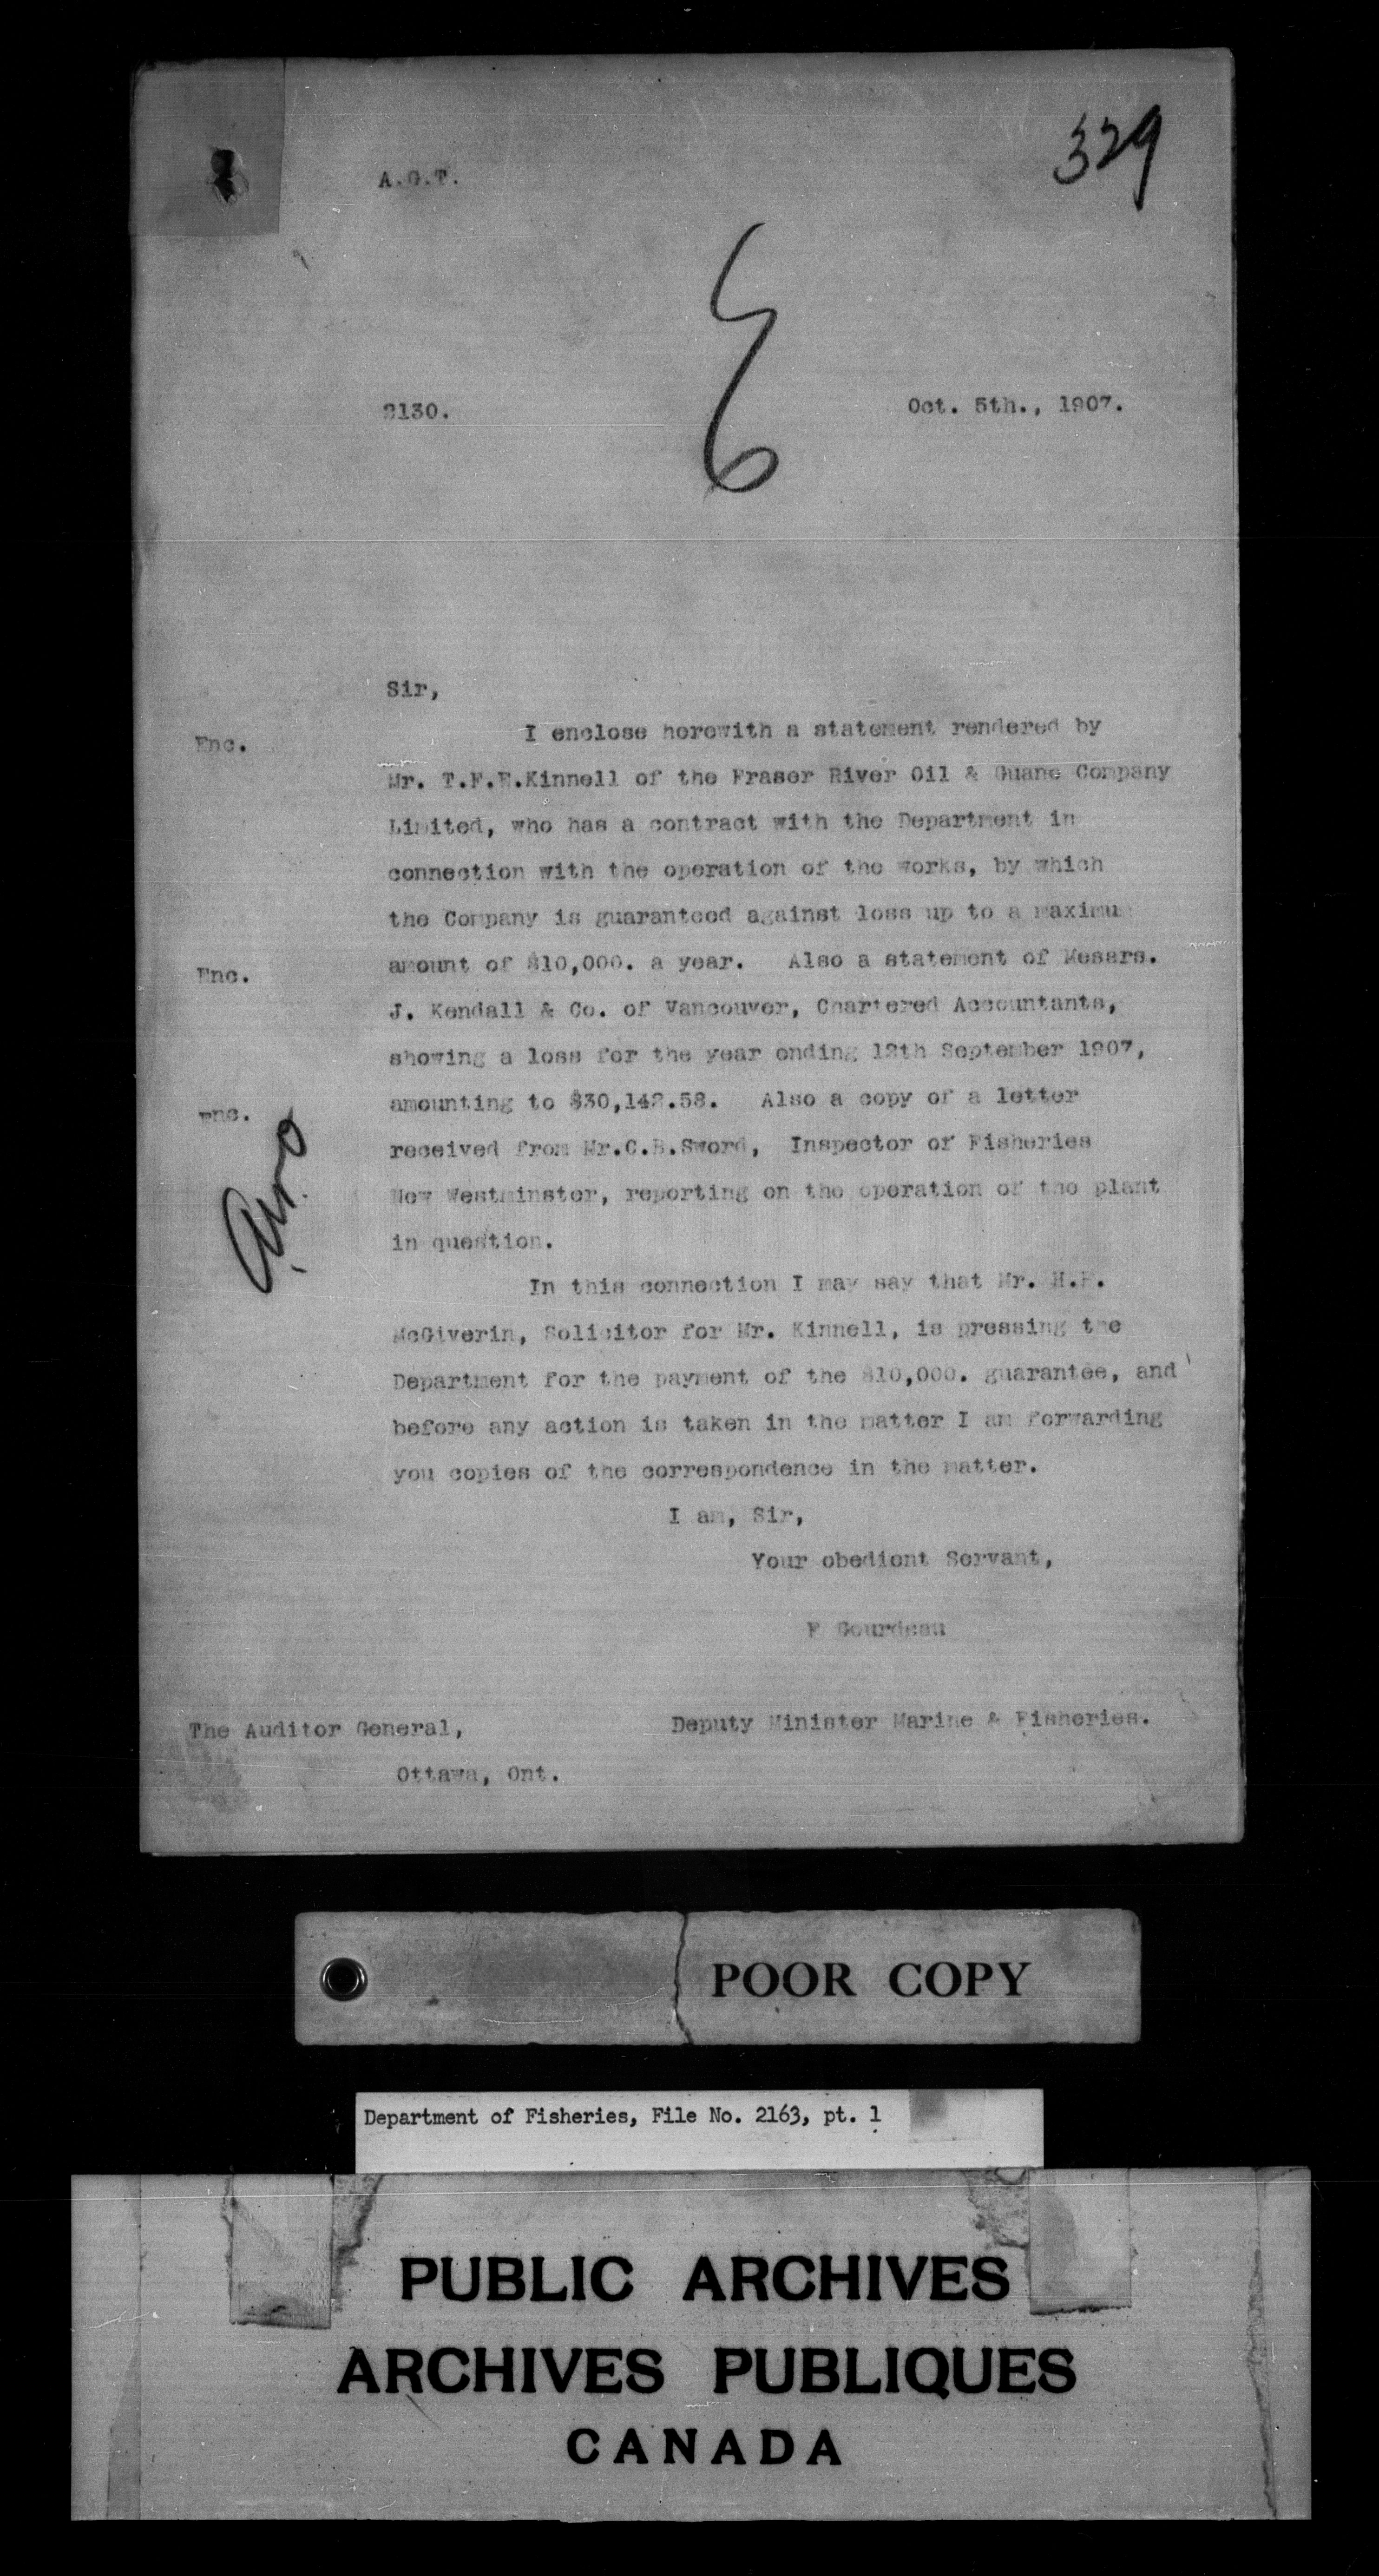 329
A.G.T.
2130.
Oct. 5th., 1907.
Sir,
Enc.
I enclose herewith a statement rendered by
Mr. T.F.E.Kinnell of the Fraser River Oil & Guano Company
Limited, who has a contract with the Department in
connection with the operation of the works, by which
the Company is guaranteed against loss up to a maximum
Enc.
amount of $10,000. a year. Also a statement of Messrs.
J. Kendall & Co. of Vancouver, Chartered Accountants,
showing a loss for the year ending 12th September 1907,
Enc.
amounting to $30,142.58. Also a copy of a letter
received from Mr.C.B.Sword, Inspector of Fisheries
New Westminster, reporting on the operation of the plant
in question.
In this connection I may say that Mr. H.B.
McGiverin, Solicitor for Mr. Kinnell, is pressing the
Department for the payment of the $10,000. guarantee, and
before any action is taken in the matter I am forwarding
you copies of the correspondence in the matter.
I am, Sir,
Your obedient Servant,
F Gourdeau
Deputy Minister Marine & Fisheries.
The Auditor General,
Ottawa, Ont.
POOR COPY
Department of Fisheries, File No. 2163, pt. 1
PUBLIC ARCHIVES
ARCHIVES PUBLIQUES
CANADA